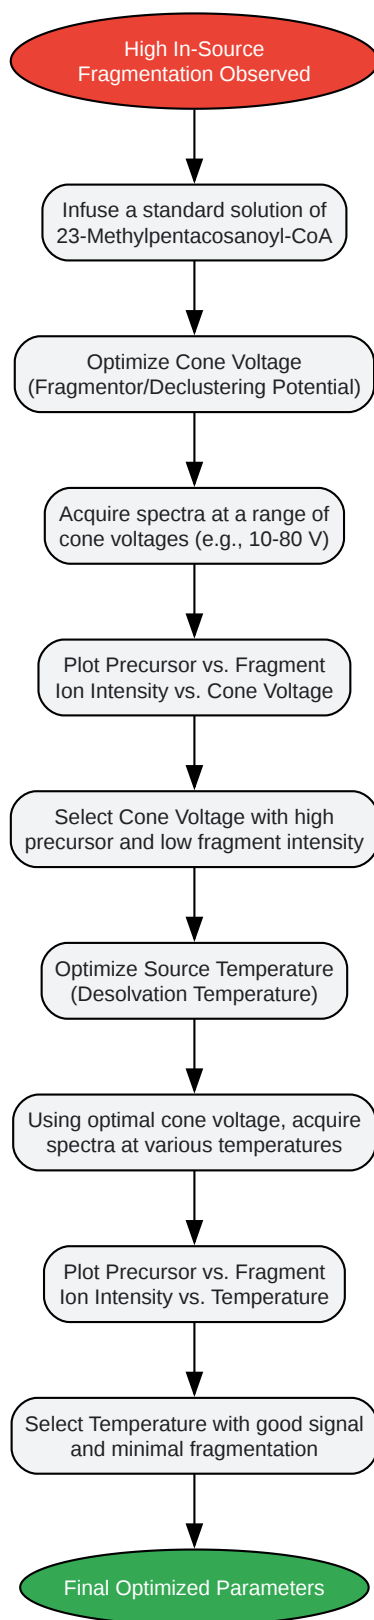 High In-Source
Fragmentation Observed
Infuse a standard solution of
23-Methylpentacosanoyl-CoA
Optimize Cone Voltage
(Fragmentor/Declustering Potential)
Acquire spectra at a range of
cone voltages (e.g., 10-80 V)
Plot Precursor vs. Fragment
Ion Intensity vs. Cone Voltage
Select Cone Voltage with high
precursor and low fragment intensity
Optimize Source Temperature
(Desolvation Temperature)
Using optimal cone voltage, acquire
spectra at various temperatures
Plot Precursor vs. Fragment
Ion Intensity vs. Temperature
Select Temperature with good signal
and minimal fragmentation
Final Optimized Parameters